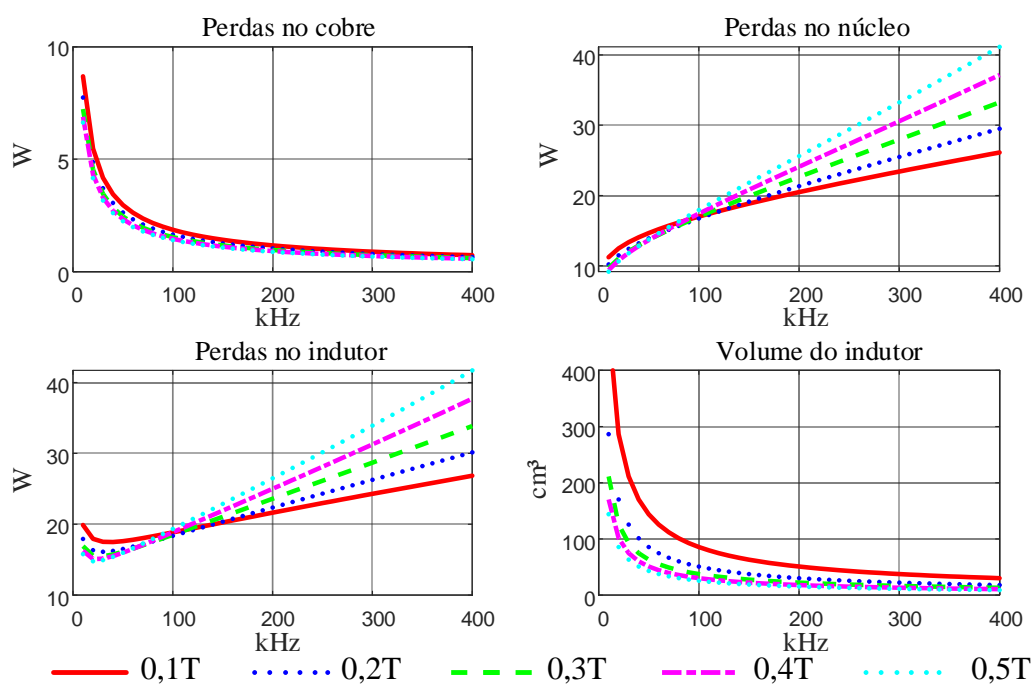 Perdas no cobre
10
5
0
W
0 100 200 300 400
kHz
Perdas no núcleo
40
30
20
10
W
0 100 200 300 400
kHz
Perdas no indutor
40
30
20
10
W
0 100 200 300 400
kHz
Volume do indutor
400
300
200
100
0
cm³
0 100 200 300 400
kHz
0,1T 0,2T 0,3T 0,4T 0,5T